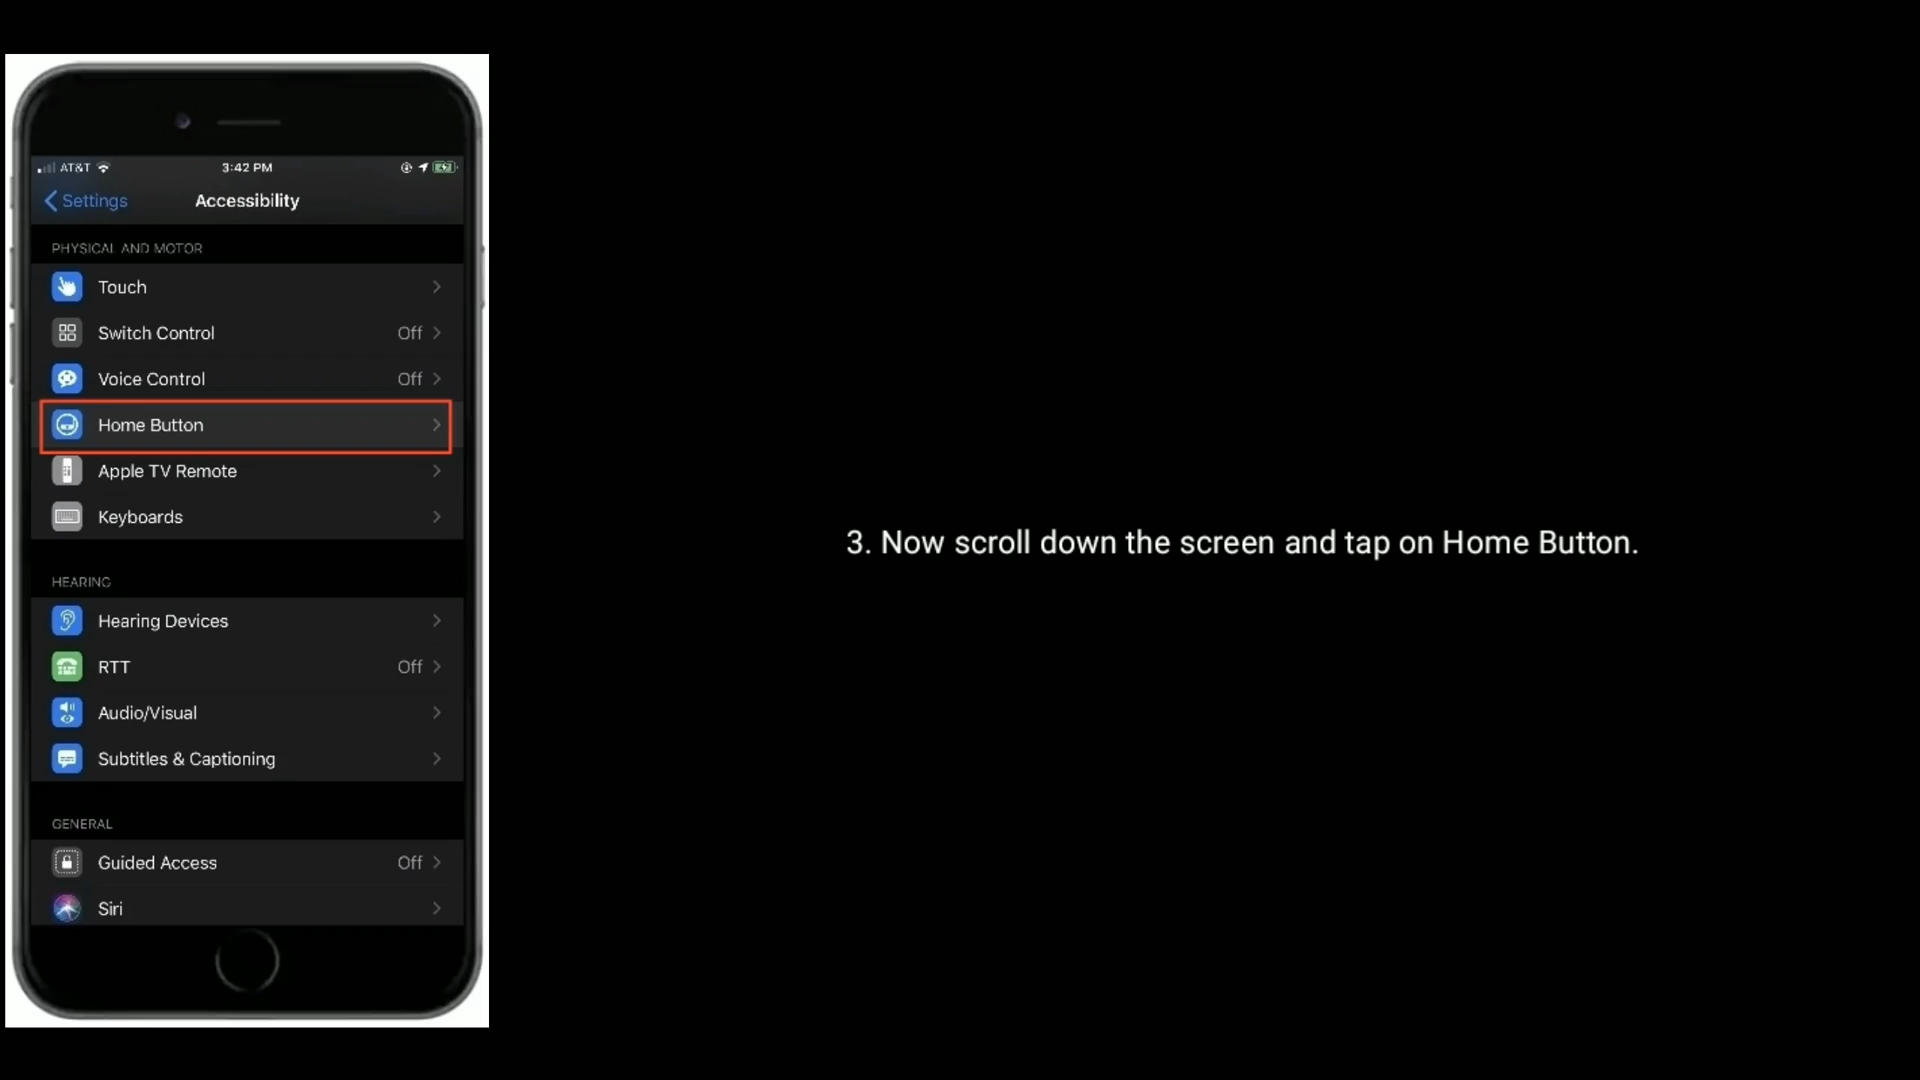 AT&T 3:42 PM
Settings Accessibility
PHYSICAL AND MOTOR
Touch
Switch Control Off
Voice Control Off
Home Button
Apple TV Remote
Keyboards
HEARING
Hearing Devices
RTT Off
Audio/Visual
Subtitles & Captioning
GENERAL
Guided Access Off
Siri
3. Now scroll down the screen and tap on Home Button.